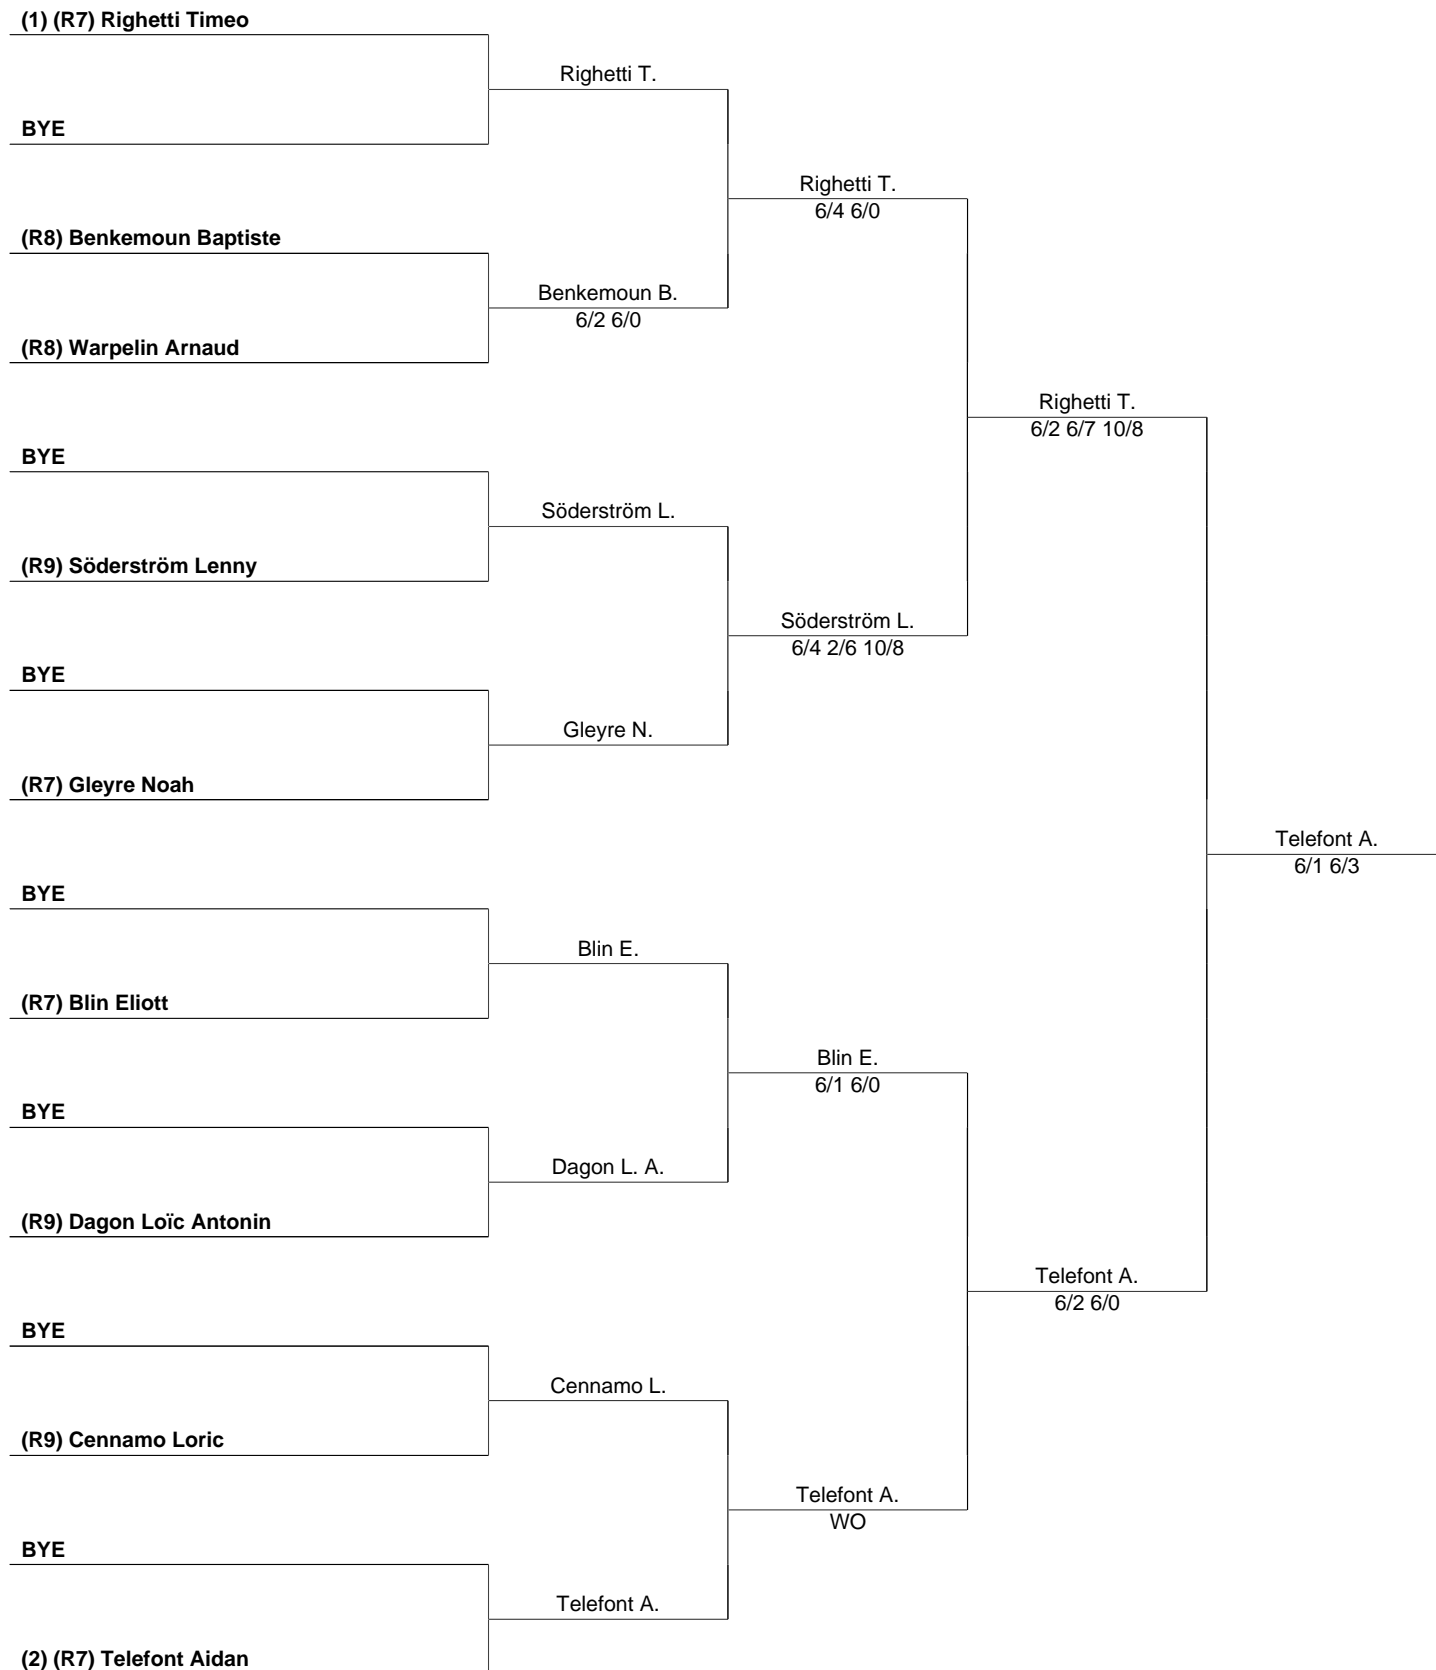 (1) (R7) Righetti Timeo
Righetti T.
BYE
Righetti T.
6/4 6/0
(R8) Benkemoun Baptiste
Benkemoun B.
6/2 6/0
(R8) Warpelin Arnaud
Righetti T.
6/2 6/7 10/8
BYE
Söderström L.
(R9) Söderström Lenny
Söderström L.
6/4 2/6 10/8
BYE
Gleyre N.
(R7) Gleyre Noah
Telefont A.
6/1 6/3
BYE
Blin E.
(R7) Blin Eliott
Blin E.
6/1 6/0
BYE
Dagon L. A.
(R9) Dagon Loïc Antonin
Telefont A.
6/2 6/0
BYE
Cennamo L.
(R9) Cennamo Loric
Telefont A.
WO
BYE
Telefont A.
(2) (R7) Telefont Aidan